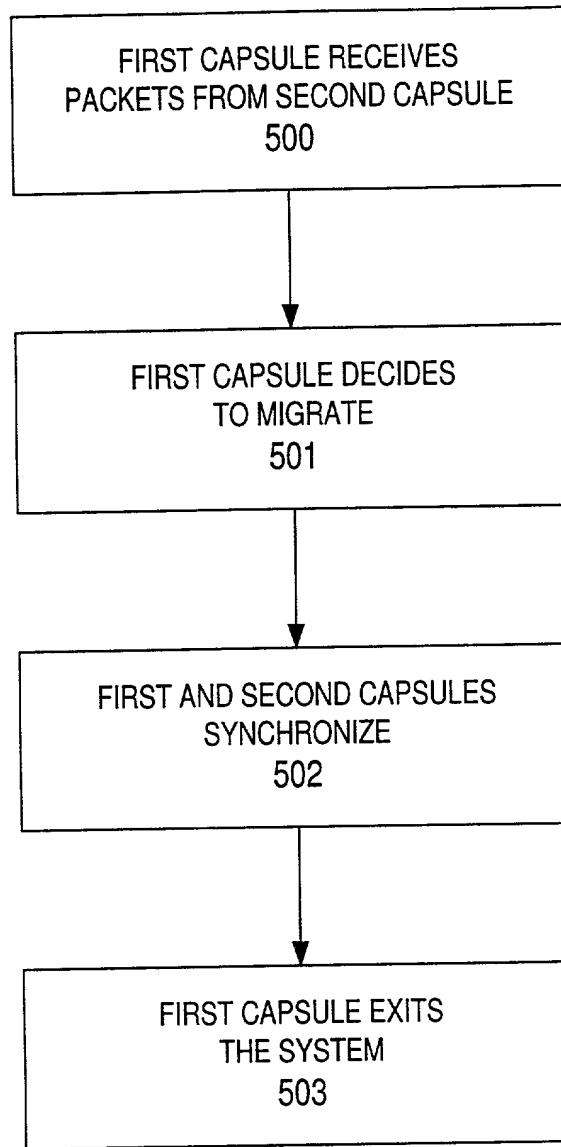 FIRST CAPSULE RECEIVES
PACKETS FROM SECOND CAPSULE
500
FIRST CAPSULE DECIDES
TO MIGRATE
501
FIRST AND SECOND CAPSULES
SYNCHRONIZE
502
FIRST CAPSULE EXITS
THE SYSTEM
503